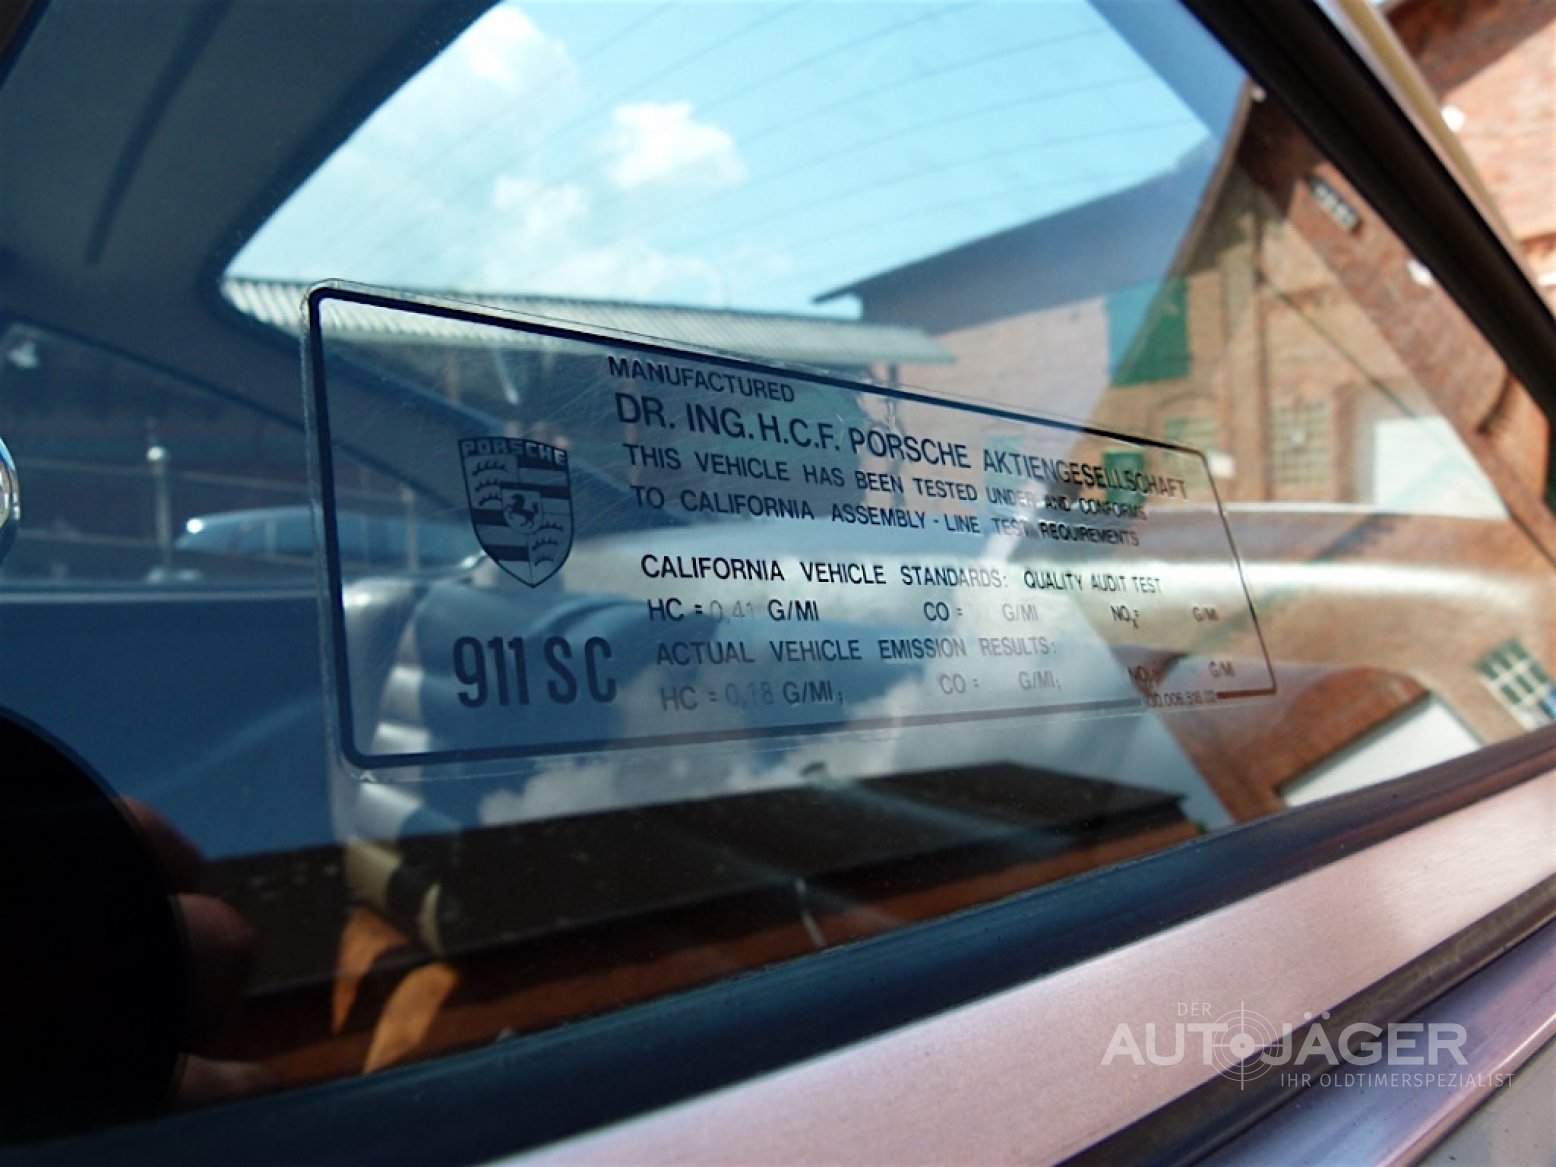 MANUFACTURED
DR. ING. H.C.F. PORSCHE AKTIENGESELLSCHAFT
THIS VEHICLE HAS BEEN TESTED UNDER AND CONFORMS
TO CALIFORNIA ASSEMBLY - LINE TEST REQUIREMENTS
CALIFORNIA VEHICLE STANDARDS: QUALITY AUDIT TEST
HC = 0,41 G/MI CO = G/MI NOx= G/MI
ACTUAL VEHICLE EMISSION RESULTS:
HC = 0,18 G/MI; CO = G/MI; NOx= G/MI
PORSCHE
911 SC
DER
AUTOJÄGER
IHR OLDTIMERSPEZIALIST